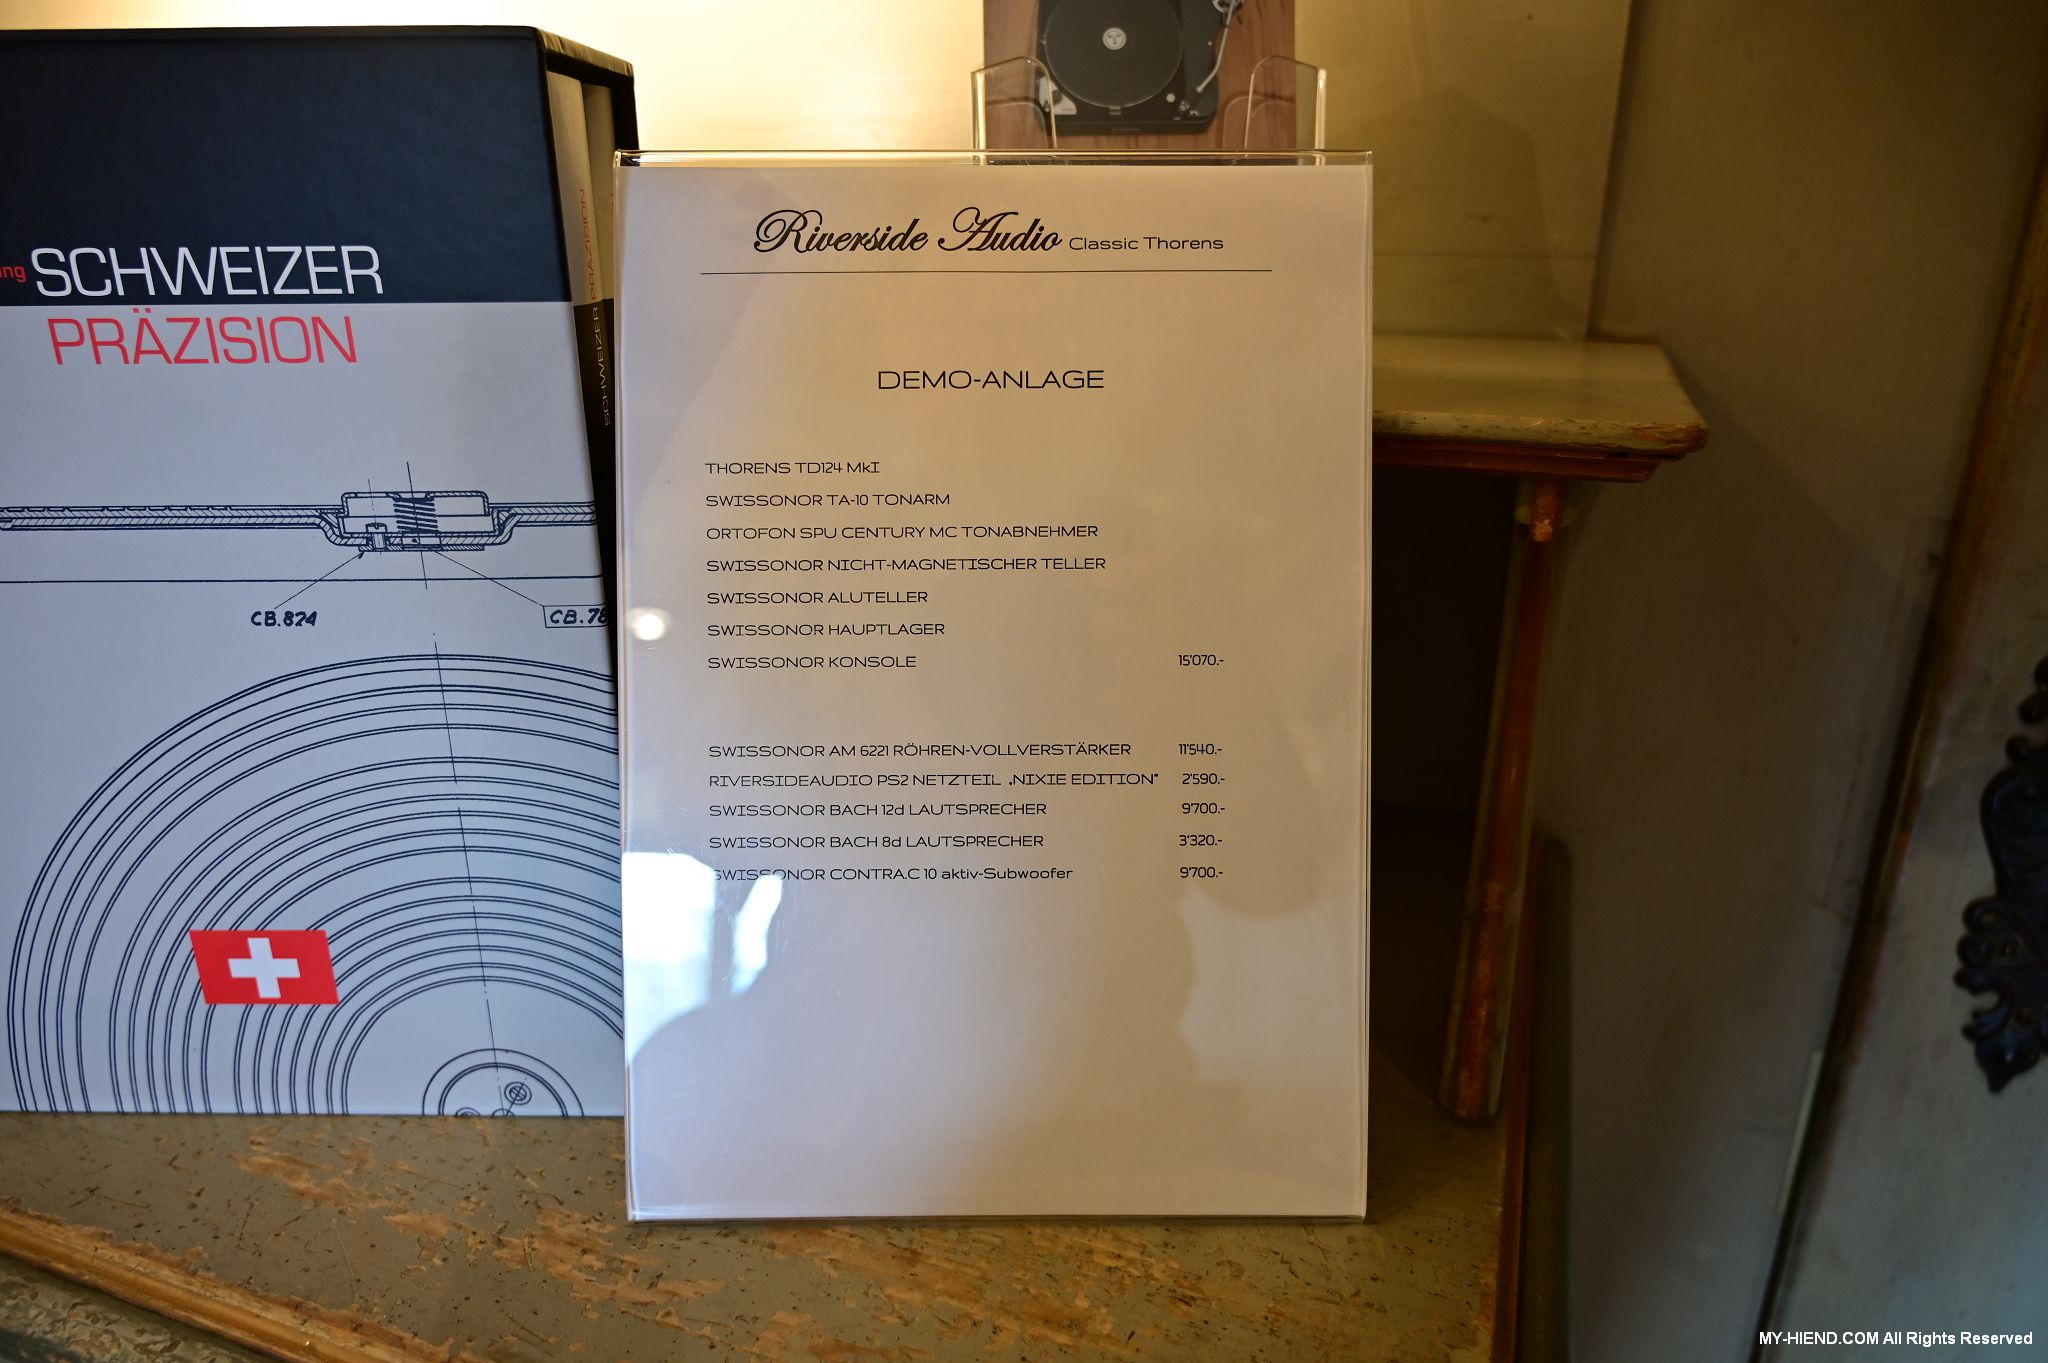 SCHWEIZER
PRÄZISION
CB.824
SCHWEIZER PRÄZISION
Riverside Audio Classic Thorens
DEMO-ANLAGE
THORENS TD124 MkI
SWISSONOR TA-10 TONARM
ORTOFON SPU CENTURY MC TONABNEHMER
SWISSONOR NICHT-MAGNETISCHER TELLER
SWISSONOR ALUTELLER
SWISSONOR HAUPTLAGER
SWISSONOR KONSOLE 15'070.-
SWISSONOR AM 6221 RÖHREN-VOLLVERSTÄRKER 11'540.-
RIVERSIDEAUDIO PS2 NETZTEIL „NIXIE EDITION" 2'590.-
SWISSONOR BACH 12d LAUTSPRECHER 9'700.-
SWISSONOR BACH 8d LAUTSPRECHER 3'320.-
SWISSONOR CONTRA.C 10 aktiv-Subwoofer 9'700.-
MY-HIEND.COM All Rights Reserved